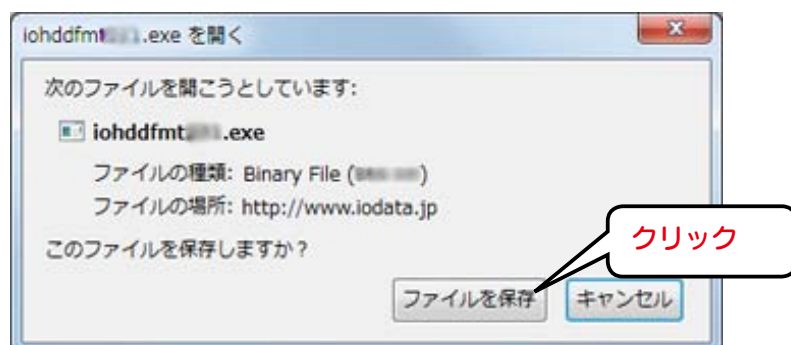 iohddfmt .exe を開く
次のファイルを開こうとしています:
iohddfmt .exe
ファイルの種類: Binary File ( )
ファイルの場所: http://www.iodata.jp
このファイルを保存しますか?
クリック
ファイルを保存 キャンセル